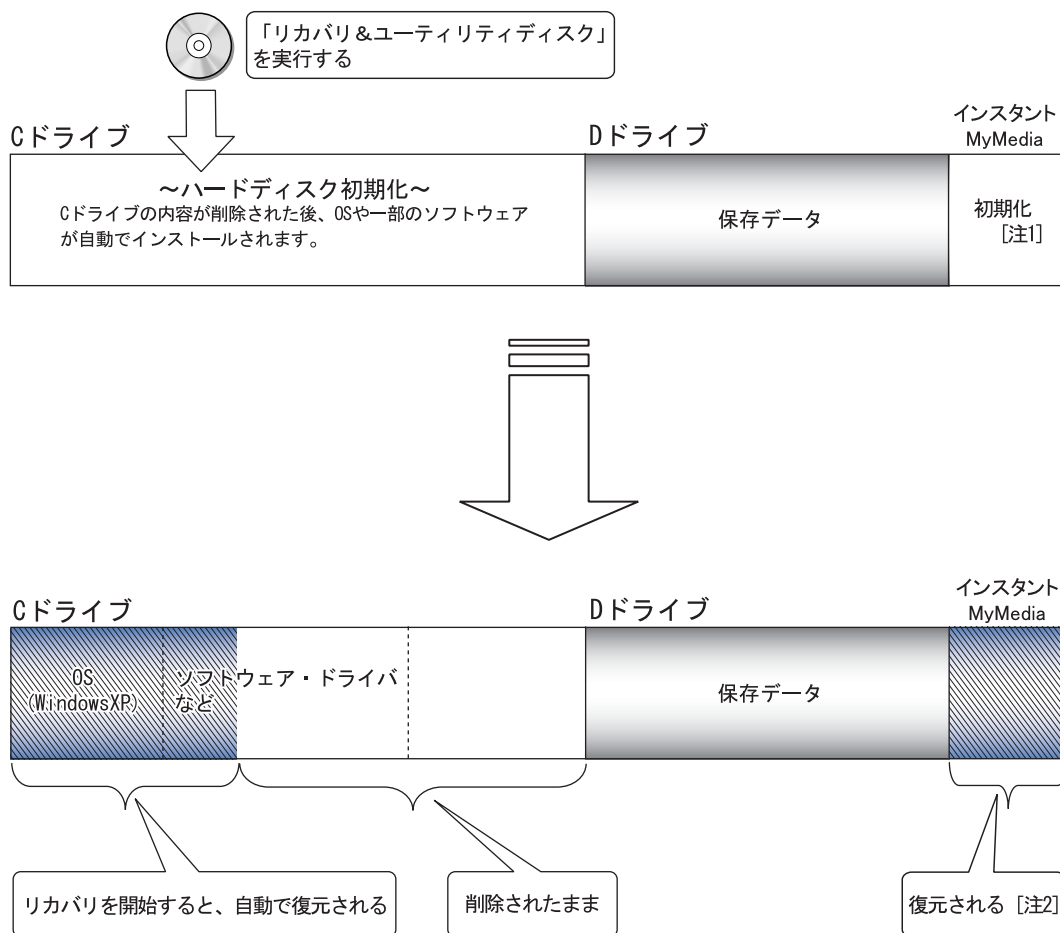 「リカバリ&ユーティリティディスク」
を実行する
Cドライブ
Dドライブ
インスタント
MyMedia
～ハードディスク初期化～
Cドライブの内容が削除された後、OSや一部のソフトウェア
が自動でインストールされます。
保存データ
初期化
[注1]
Cドライブ
Dドライブ
インスタント
MyMedia
OS
(WindowsXP)
ソフトウェア・ドライバ
など
保存データ
リカバリを開始すると、自動で復元される
削除されたまま
復元される [注2]